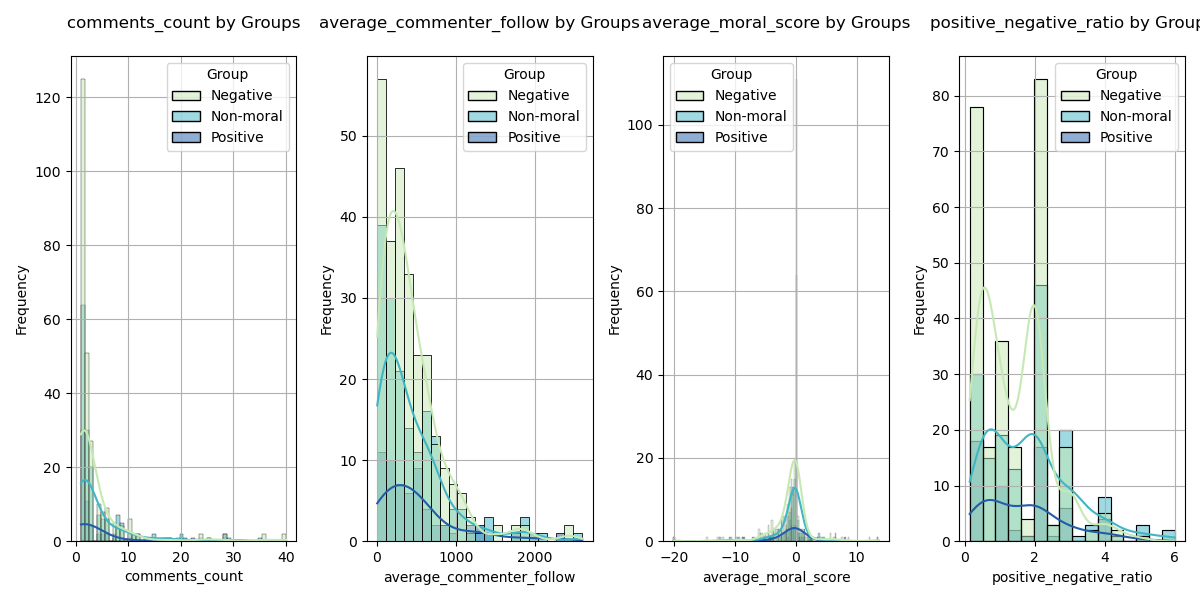 comments_count by Groups
Group
Negative
Non-moral
Positive
Frequency
120
100
80
60
40
20
0
0 10 20 30 40
comments_count
average_commenter_follow by Groups
Group
Negative
Non-moral
Positive
Frequency
50
40
30
20
10
0
0 1000 2000
average_commenter_follow
average_moral_score by Groups
Group
Negative
Non-moral
Positive
Frequency
100
80
60
40
20
0
−20 −10 0 10
average_moral_score
positive_negative_ratio by Group
Group
Negative
Non-moral
Positive
Frequency
80
70
60
50
40
30
20
10
0
0 2 4 6
positive_negative_ratio